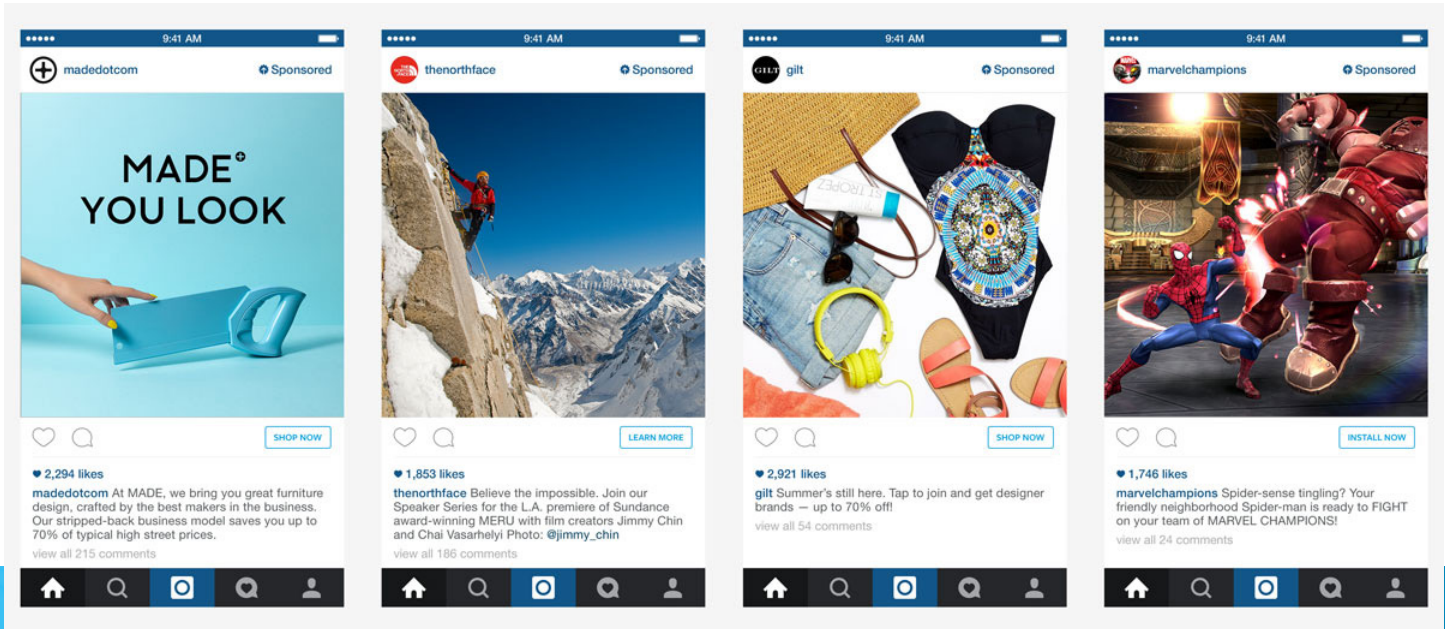 9:41 AM
madedotcom Sponsored
MADE
YOU LOOK
SHOP NOW
2,294 likes
madedotcom At MADE, we bring you great furniture
design, crafted by the best makers in the business.
Our stripped-back business model saves you up to
70% of typical high street prices.
view all 215 comments
9:41 AM
THE NORTH FACE
thenorthface Sponsored
LEARN MORE
1,853 likes
thenorthface Believe the impossible. Join our
Speaker Series for the L.A. premiere of Sundance
award-winning MERU with film creators Jimmy Chin
and Chai Vasarhelyi Photo: @jimmy_chin
view all 186 comments
9:41 AM
GILT
gilt Sponsored
ST.TROPEZ
SHOP NOW
2,921 likes
gilt Summer's still here. Tap to join and get designer
brands — up to 70% off!
view all 54 comments
9:41 AM
MARVEL
marvelchampions Sponsored
INSTALL NOW
1,746 likes
marvelchampions Spider-sense tingling? Your
friendly neighborhood Spider-man is ready to FIGHT
on your team of MARVEL CHAMPIONS!
view all 24 comments